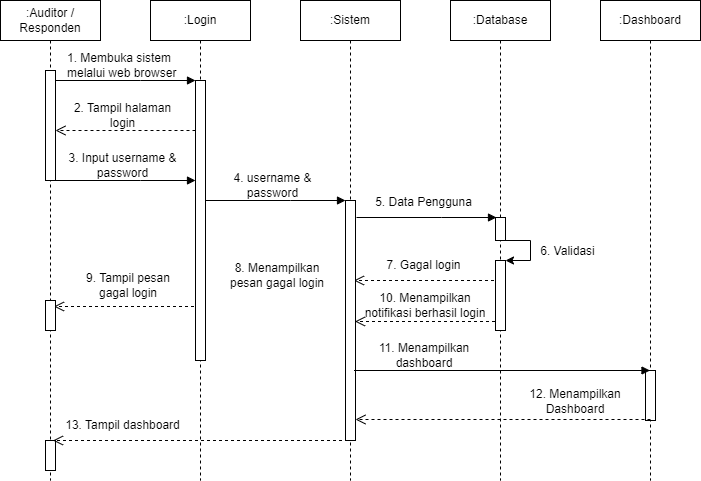 :Auditor /
Responden
:Login
:Sistem
:Database
:Dashboard
1. Membuka sistem
melalui web browser
2. Tampil halaman
login
3. Input username &
password
4. username &
password
5. Data Pengguna
6. Validasi
7. Gagal login
8. Menampilkan
pesan gagal login
9. Tampil pesan
gagal login
10. Menampilkan
notifikasi berhasil login
11. Menampilkan
dashboard
12. Menampilkan
Dashboard
13. Tampil dashboard